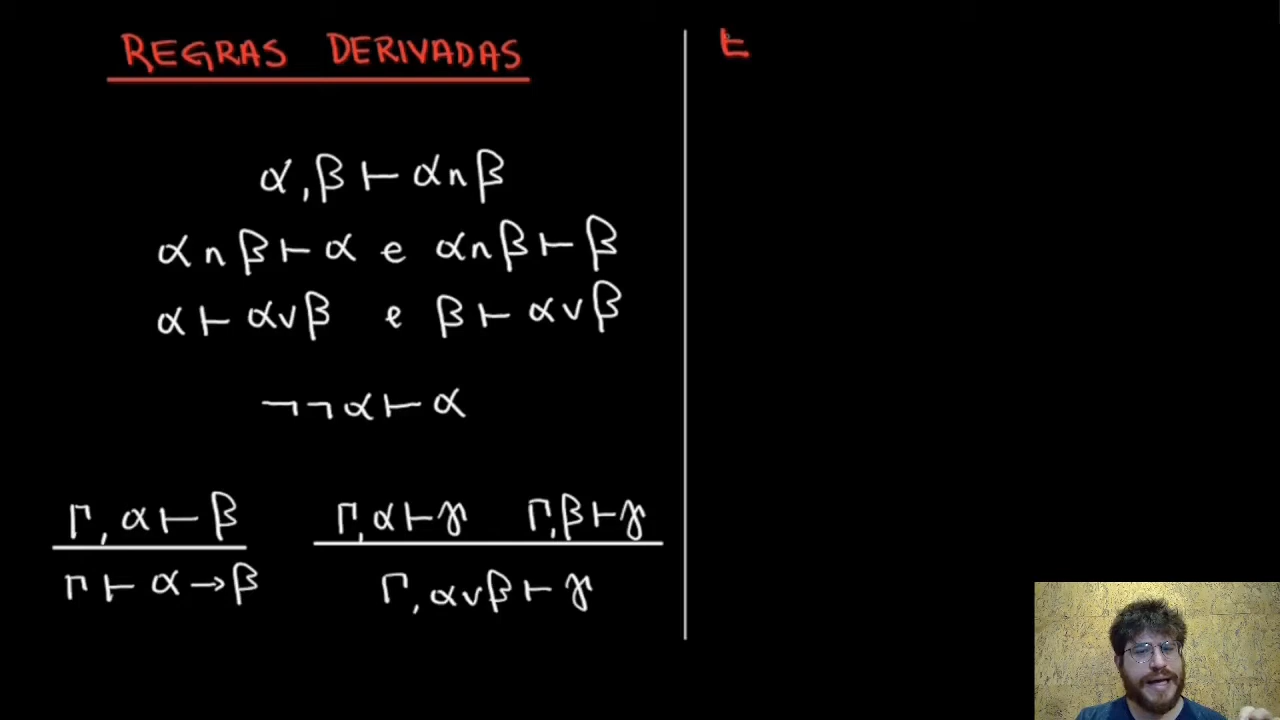 REGRAS DERIVADAS
α, β ⊢ α ∧ β
α ∧ β ⊢ α e α ∧ β ⊢ β
α ⊢ α ∨ β e β ⊢ α ∨ β
¬¬α ⊢ α
Γ, α ⊢ β
Γ ⊢ α → β
Γ, α ⊢ γ Γ, β ⊢ γ
Γ, α ∨ β ⊢ γ
E